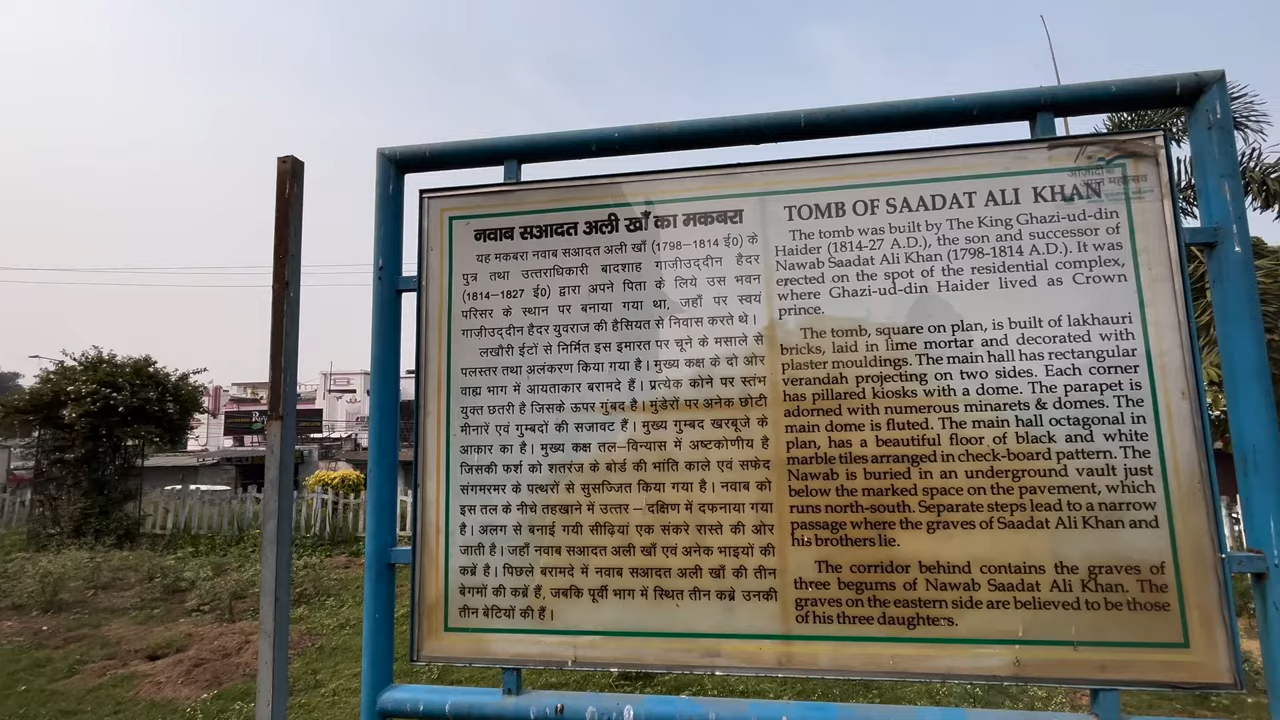 नवाब सआदत अली खाँ का मकबरा
यह मकबरा नवाब सआदत अली खाँ (1798–1814 ई0) के
पुत्र तथा उत्तराधिकारी बादशाह गाज़ीउद्दीन हैदर
(1814–1827 ई0) द्वारा अपने पिता के लिये उस भवन
परिसर के स्थान पर बनाया गया था, जहाँ पर स्वयं
गाज़ीउद्दीन हैदर युवराज की हैसियत से निवास करते थे।
लखौरी ईटों से निर्मित इस इमारत पर चूने के मसाले से
पलस्तर तथा अलंकरण किया गया है। मुख्य कक्ष के दो ओर
वाह्य भाग में आयताकार बरामदे हैं। प्रत्येक कोने पर स्तंभ
युक्त छतरी है जिसके ऊपर गुंबद है। मुंडेरों पर अनेक छोटी
मीनारें एवं गुम्बदों की सजावट हैं। मुख्य गुम्बद खरबूजे के
आकार का है। मुख्य कक्ष तल–विन्यास में अष्टकोणीय है
जिसकी फर्श को शतरंज के बोर्ड की भांति काले एवं सफेद
संगमरमर के पत्थरों से सुसज्जित किया गया है। नवाब को
इस तल के नीचे तहखाने में उत्तर – दक्षिण में दफनाया गया
है। अलग से बनाई गयी सीढ़ियां एक संकरे रास्ते की ओर
जाती है। जहाँ नवाब सआदत अली खाँ एवं अनेक भाइयों की
कब्रें है। पिछले बरामदे में नवाब सआदत अली खाँ की तीन
बेगमों की कब्रें हैं, जबकि पूर्वी भाग में स्थित तीन कब्रे उनकी
तीन बेटियों की हैं।
TOMB OF SAADAT ALI KHAN
The tomb was built by The King Ghazi-ud-din
Haider (1814-27 A.D.), the son and successor of
Nawab Saadat Ali Khan (1798-1814 A.D.). It was
erected on the spot of the residential complex,
where Ghazi-ud-din Haider lived as Crown
prince.
The tomb, square on plan, is built of lakhauri
bricks, laid in lime mortar and decorated with
plaster mouldings. The main hall has rectangular
verandah projecting on two sides. Each corner
has pillared kiosks with a dome. The parapet is
adorned with numerous minarets & domes. The
main dome is fluted. The main hall octagonal in
plan, has a beautiful floor of black and white
marble tiles arranged in check-board pattern. The
Nawab is buried in an underground vault just
below the marked space on the pavement, which
runs north-south. Separate steps lead to a narrow
passage where the graves of Saadat Ali Khan and
his brothers lie.
The corridor behind contains the graves of
three begums of Nawab Saadat Ali Khan. The
graves on the eastern side are believed to be those
of his three daughters.